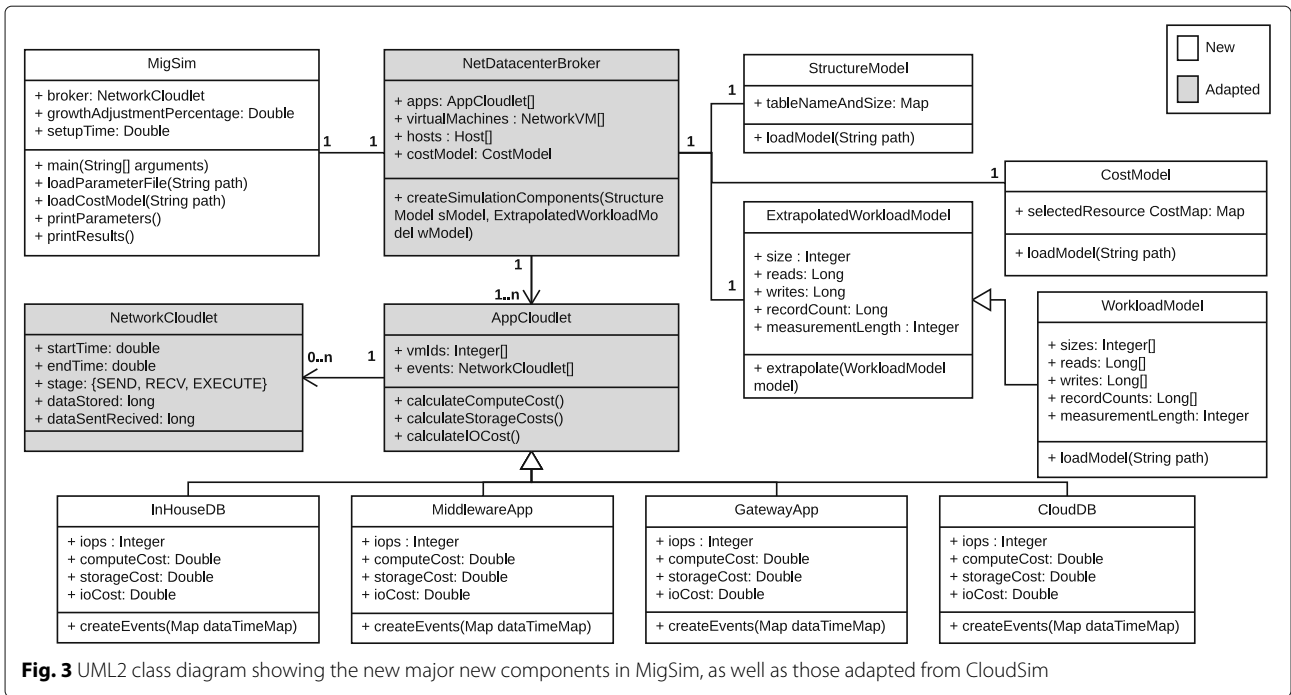 New
Adapted
MigSim
+ broker: NetworkCloudlet
+ growthAdjustmentPercentage: Double
+ setupTime: Double
+ main(String[] arguments)
+ loadParameterFile(String path)
+ loadCostModel(String path)
+ printParameters()
+ printResults()
1
1
NetDatacenterBroker
+ apps: AppCloudlet[]
+ virtualMachines : NetworkVM[]
+ hosts : Host[]
+ costModel: CostModel
+ createSimulationComponents(Structure
Model sModel, ExtrapolatedWorkloadMo
del wModel)
1
1
StructureModel
+ tableNameAndSize: Map
+ loadModel(String path)
1
CostModel
+ selectedResource CostMap: Map
+ loadModel(String path)
1
ExtrapolatedWorkloadModel
+ size : Integer
+ reads: Long
+ writes: Long
+ recordCount: Long
+ measurementLength : Integer
+ extrapolate(WorkloadModel
model)
WorkloadModel
+ sizes: Integer[]
+ reads: Long[]
+ writes: Long[]
+ recordCounts: Long[]
+ measurementLength: Integer
+ loadModel(String path)
1
1..n
NetworkCloudlet
+ startTime: double
+ endTime: double
+ stage: {SEND, RECV, EXECUTE}
+ dataStored: long
+ dataSentRecived: long
0..n
1
AppCloudlet
+ vmIds: Integer[]
+ events: NetworkCloudlet[]
+ calculateComputeCost()
+ calculateStorageCosts()
+ calculateIOCost()
InHouseDB
+ iops : Integer
+ computeCost: Double
+ storageCost: Double
+ ioCost: Double
+ createEvents(Map dataTimeMap)
MiddlewareApp
+ iops : Integer
+ computeCost: Double
+ storageCost: Double
+ ioCost: Double
+ createEvents(Map dataTimeMap)
GatewayApp
+ iops : Integer
+ computeCost: Double
+ storageCost: Double
+ ioCost: Double
+ createEvents(Map dataTimeMap)
CloudDB
+ iops : Integer
+ computeCost: Double
+ storageCost: Double
+ ioCost: Double
+ createEvents(Map dataTimeMap)
Fig. 3 UML2 class diagram showing the new major new components in MigSim, as well as those adapted from CloudSim